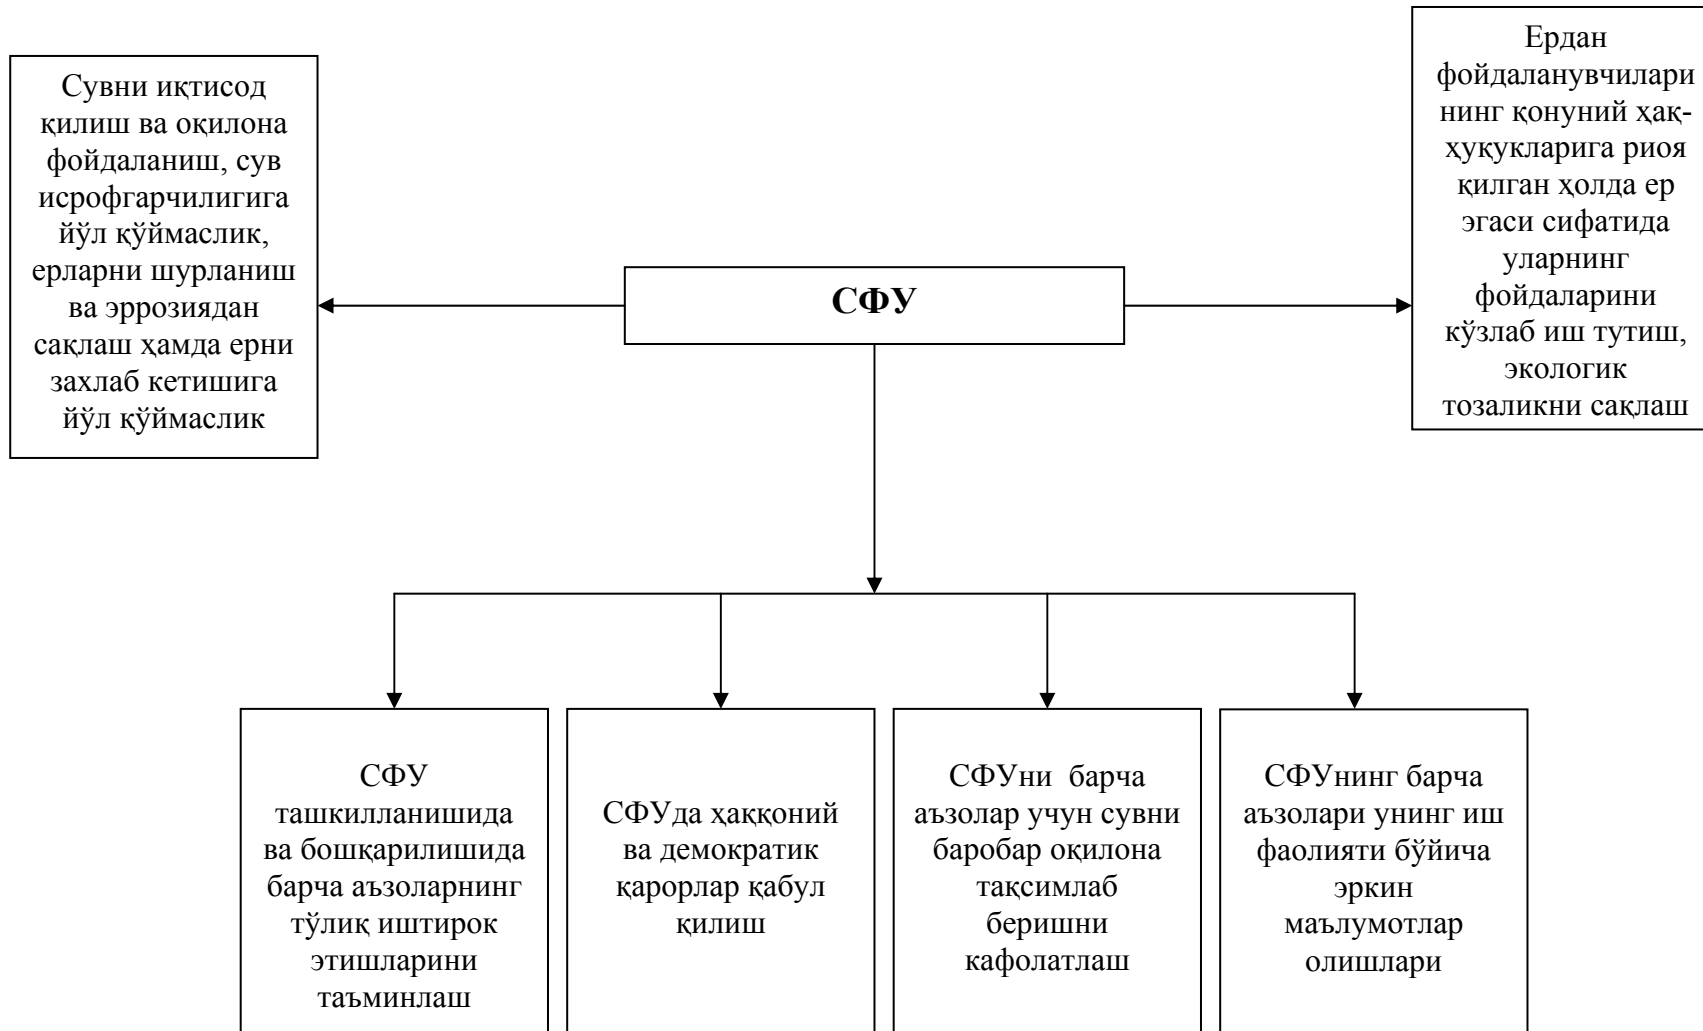 Сувни иқтисод
қилиш ва оқилона
фойдаланиш, сув
исрофгарчилигига
йўл қўймаслик,
ерларни шурланиш
ва эррозиядан
сақлаш ҳамда ерни
захлаб кетишига
йўл қўймаслик
СФУ
Ердан
фойдаланувчилари
нинг қонуний ҳақ-
ҳуқукларига риоя
қилган ҳолда ер
эгаси сифатида
уларнинг
фойдаларини
кўзлаб иш тутиш,
экологик
тозаликни сақлаш
СФУ
ташкилланишида
ва бошқарилишида
барча аъзоларнинг
тўлиқ иштирок
этишларини
таъминлаш
СФУда ҳаққоний
ва демократик
қарорлар қабул
қилиш
СФУни барча
аъзолар учун сувни
баробар оқилона
тақсимлаб
беришни
кафолатлаш
СФУнинг барча
аъзолари унинг иш
фаолияти бўйича
эркин
маълумотлар
олишлари